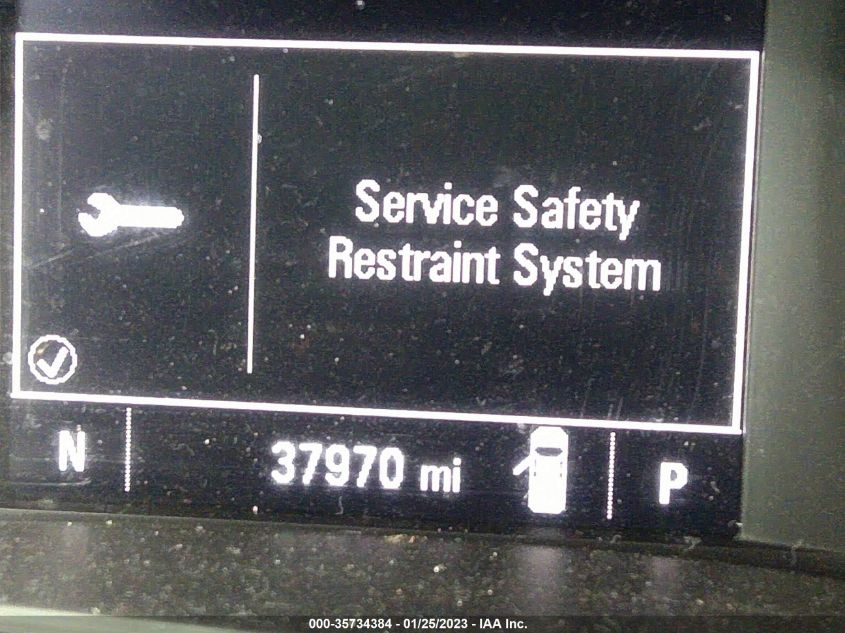 Service Safety
Restraint System
N 37970 mi P
000-35734384 - 01/25/2023 - IAA Inc.